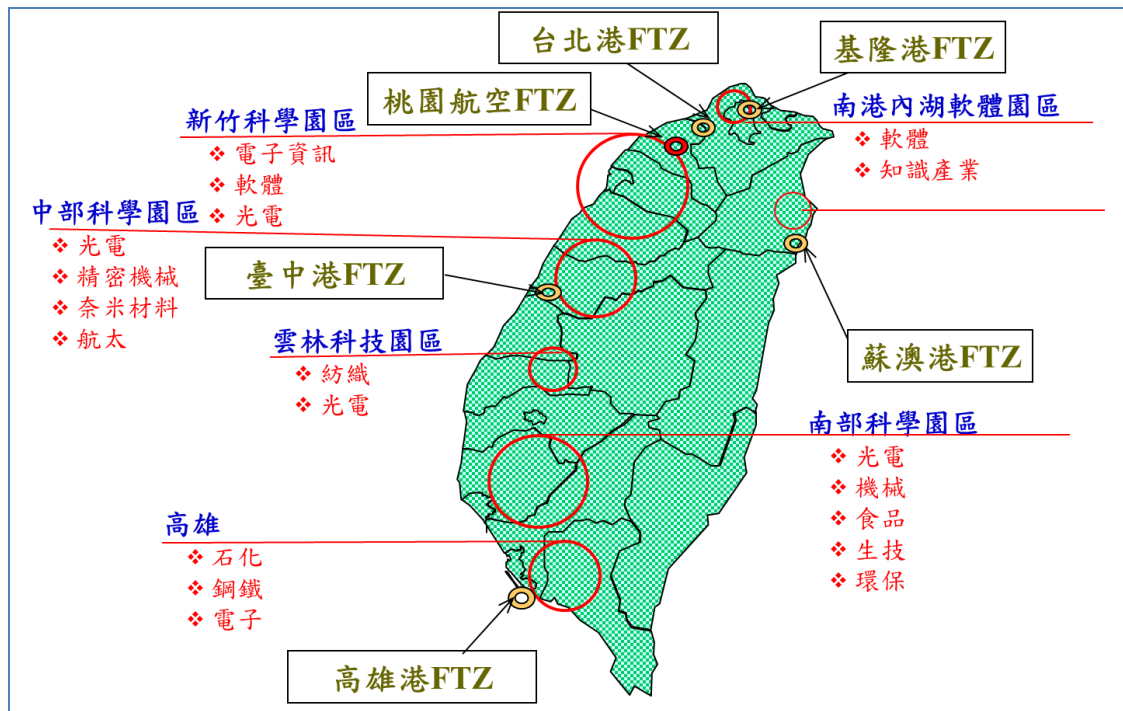 台北港FTZ
基隆港FTZ
桃園航空FTZ
新竹科學園區
❖ 電子資訊
❖ 軟體
❖ 光電
南港內湖軟體園區
❖ 軟體
❖ 知識產業
中部科學園區
❖ 光電
❖ 精密機械
❖ 奈米材料
❖ 航太
臺中港FTZ
蘇澳港FTZ
雲林科技園區
❖ 紡織
❖ 光電
南部科學園區
❖ 光電
❖ 機械
❖ 食品
❖ 生技
❖ 環保
高雄
❖ 石化
❖ 鋼鐵
❖ 電子
高雄港FTZ